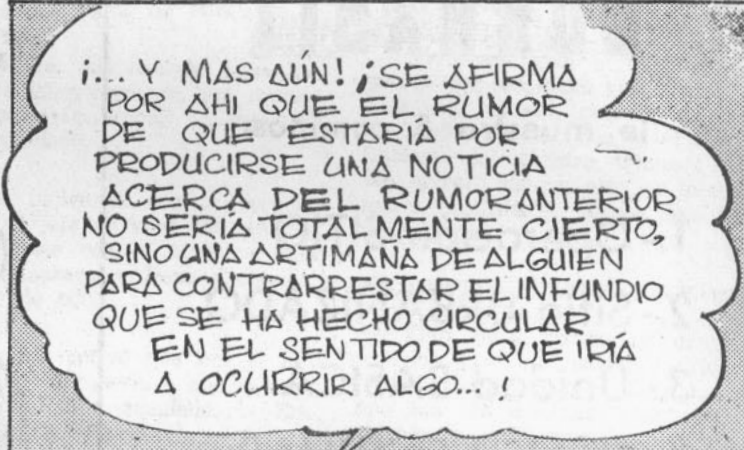 ¡... Y MAS AÚN! ¡SE AFIRMA
POR AHI QUE EL RUMOR
DE QUE ESTARÍA POR
PRODUCIRSE UNA NOTICIA
ACERCA DEL RUMOR ANTERIOR
NO SERÍA TOTALMENTE CIERTO,
SINO UNA ARTIMAÑA DE ALGUIEN
PARA CONTRARRESTAR EL INFUNDIO
QUE SE HA HECHO CIRCULAR
EN EL SENTIDO DE QUE IRÍA
A OCURRIR ALGO...!